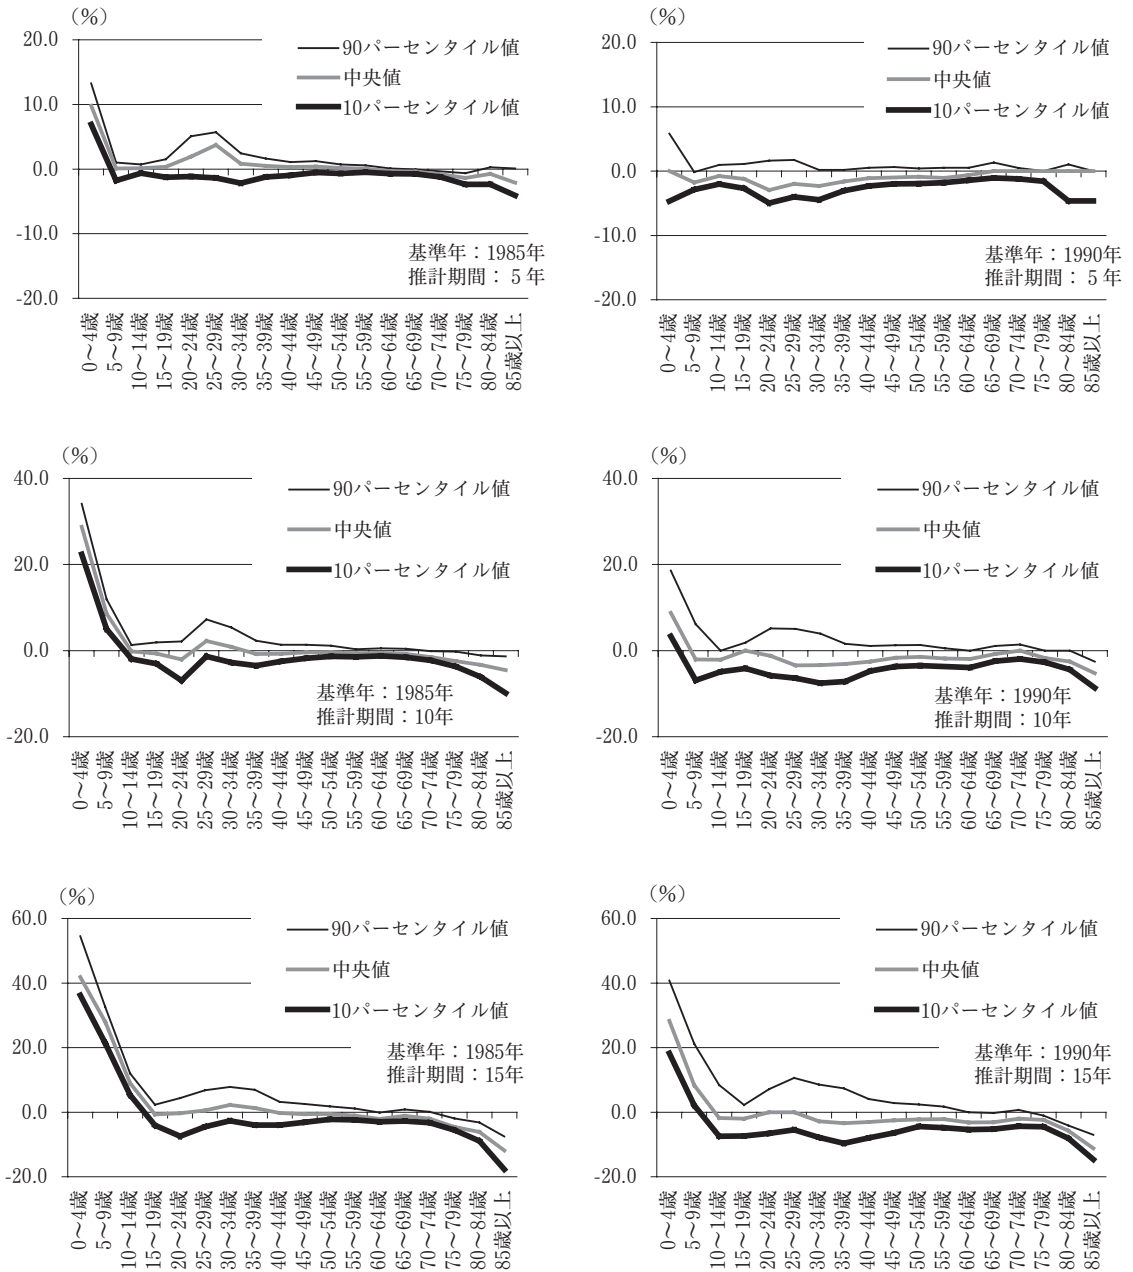 （%）
20.0
10.0
0.0
-10.0
-20.0
90パーセンタイル値
中央値
10パーセンタイル値
基準年：1985年
推計期間：５年
0～4歳
5～9歳
10～14歳
15～19歳
20～24歳
25～29歳
30～34歳
35～39歳
40～44歳
45～49歳
50～54歳
55～59歳
60～64歳
65～69歳
70～74歳
75～79歳
80～84歳
85歳以上
（%）
20.0
10.0
0.0
-10.0
-20.0
90パーセンタイル値
中央値
10パーセンタイル値
基準年：1990年
推計期間：５年
0～4歳
5～9歳
10～14歳
15～19歳
20～24歳
25～29歳
30～34歳
35～39歳
40～44歳
45～49歳
50～54歳
55～59歳
60～64歳
65～69歳
70～74歳
75～79歳
80～84歳
85歳以上
（%）
40.0
20.0
0.0
-20.0
90パーセンタイル値
中央値
10パーセンタイル値
基準年：1985年
推計期間：10年
0～4歳
5～9歳
10～14歳
15～19歳
20～24歳
25～29歳
30～34歳
35～39歳
40～44歳
45～49歳
50～54歳
55～59歳
60～64歳
65～69歳
70～74歳
75～79歳
80～84歳
85歳以上
（%）
40.0
20.0
0.0
-20.0
90パーセンタイル値
中央値
10パーセンタイル値
基準年：1990年
推計期間：10年
0～4歳
5～9歳
10～14歳
15～19歳
20～24歳
25～29歳
30～34歳
35～39歳
40～44歳
45～49歳
50～54歳
55～59歳
60～64歳
65～69歳
70～74歳
75～79歳
80～84歳
85歳以上
（%）
60.0
40.0
20.0
0.0
-20.0
90パーセンタイル値
中央値
10パーセンタイル値
基準年：1985年
推計期間：15年
0～4歳
5～9歳
10～14歳
15～19歳
20～24歳
25～29歳
30～34歳
35～39歳
40～44歳
45～49歳
50～54歳
55～59歳
60～64歳
65～69歳
70～74歳
75～79歳
80～84歳
85歳以上
（%）
60.0
40.0
20.0
0.0
-20.0
90パーセンタイル値
中央値
10パーセンタイル値
基準年：1990年
推計期間：15年
0～4歳
5～9歳
10～14歳
15～19歳
20～24歳
25～29歳
30～34歳
35～39歳
40～44歳
45～49歳
50～54歳
55～59歳
60～64歳
65～69歳
70～74歳
75～79歳
80～84歳
85歳以上